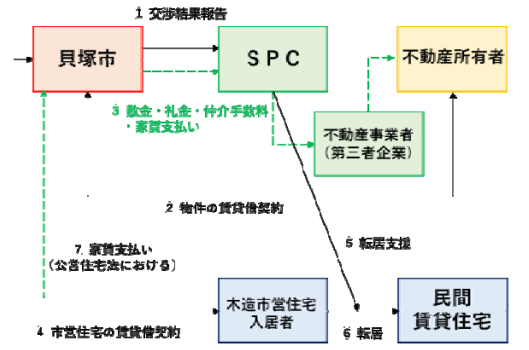 1 交渉結果報告
貝塚市
SPC
不動産所有者
3 敷金・礼金・仲介手数料
・家賃支払い
不動産事業者
(第三者企業)
2 物件の賃貸借契約
5 転居支援
7. 家賃支払い
(公営住宅法における)
木造市営住宅
入居者
民間
賃貸住宅
4 市営住宅の賃貸借契約
6 転居